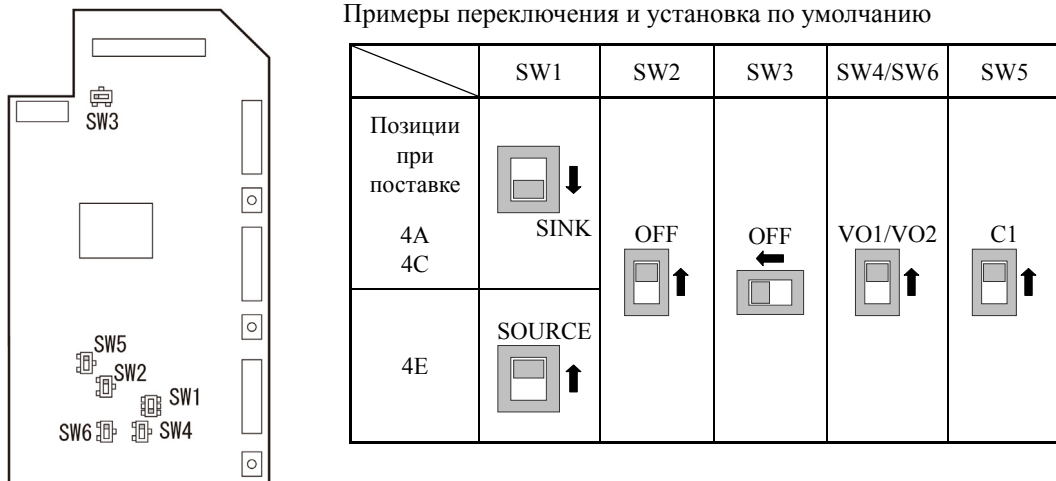 Примеры переключения и установка по умолчанию
SW1 SW2 SW3 SW4/SW6 SW5
Позиции
при
поставке
4A
4C
SINK
OFF
OFF
VO1/VO2
C1
4E
SOURCE
SW3
SW5
SW2
SW1
SW6
SW4